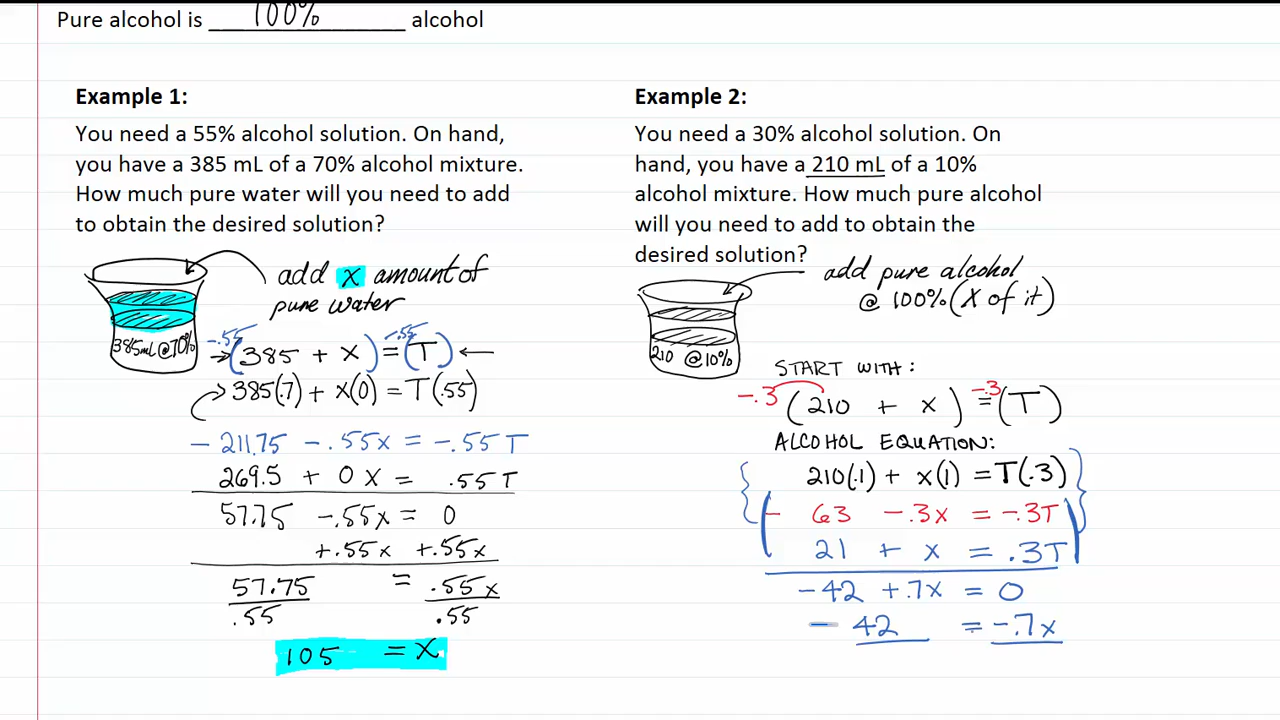 Pure alcohol is 100% alcohol
Example 1:
You need a 55% alcohol solution. On hand,
you have a 385 mL of a 70% alcohol mixture.
How much pure water will you need to add
to obtain the desired solution?
add x amount of
pure water
385mL@70%
-.55 (385 + x) = -.55 (T)
385(.7) + x(0) = T(.55)
- 211.75 - .55x = -.55T
269.5 + 0x = .55T
57.75 -.55x = 0
+.55x +.55x
57.75 = .55x
.55 .55
105 = x
Example 2:
You need a 30% alcohol solution. On
hand, you have a 210 mL of a 10%
alcohol mixture. How much pure alcohol
will you need to add to obtain the
desired solution?
add pure alcohol
@ 100% (X of it)
210 @10%
START WITH:
-.3 (210 + x) = -.3 (T)
ALCOHOL EQUATION:
210(.1) + x(1) = T(.3)
- 63 -.3x = -.3T
21 + x = .3T
-42 +.7x = 0
- 42 = -.7x